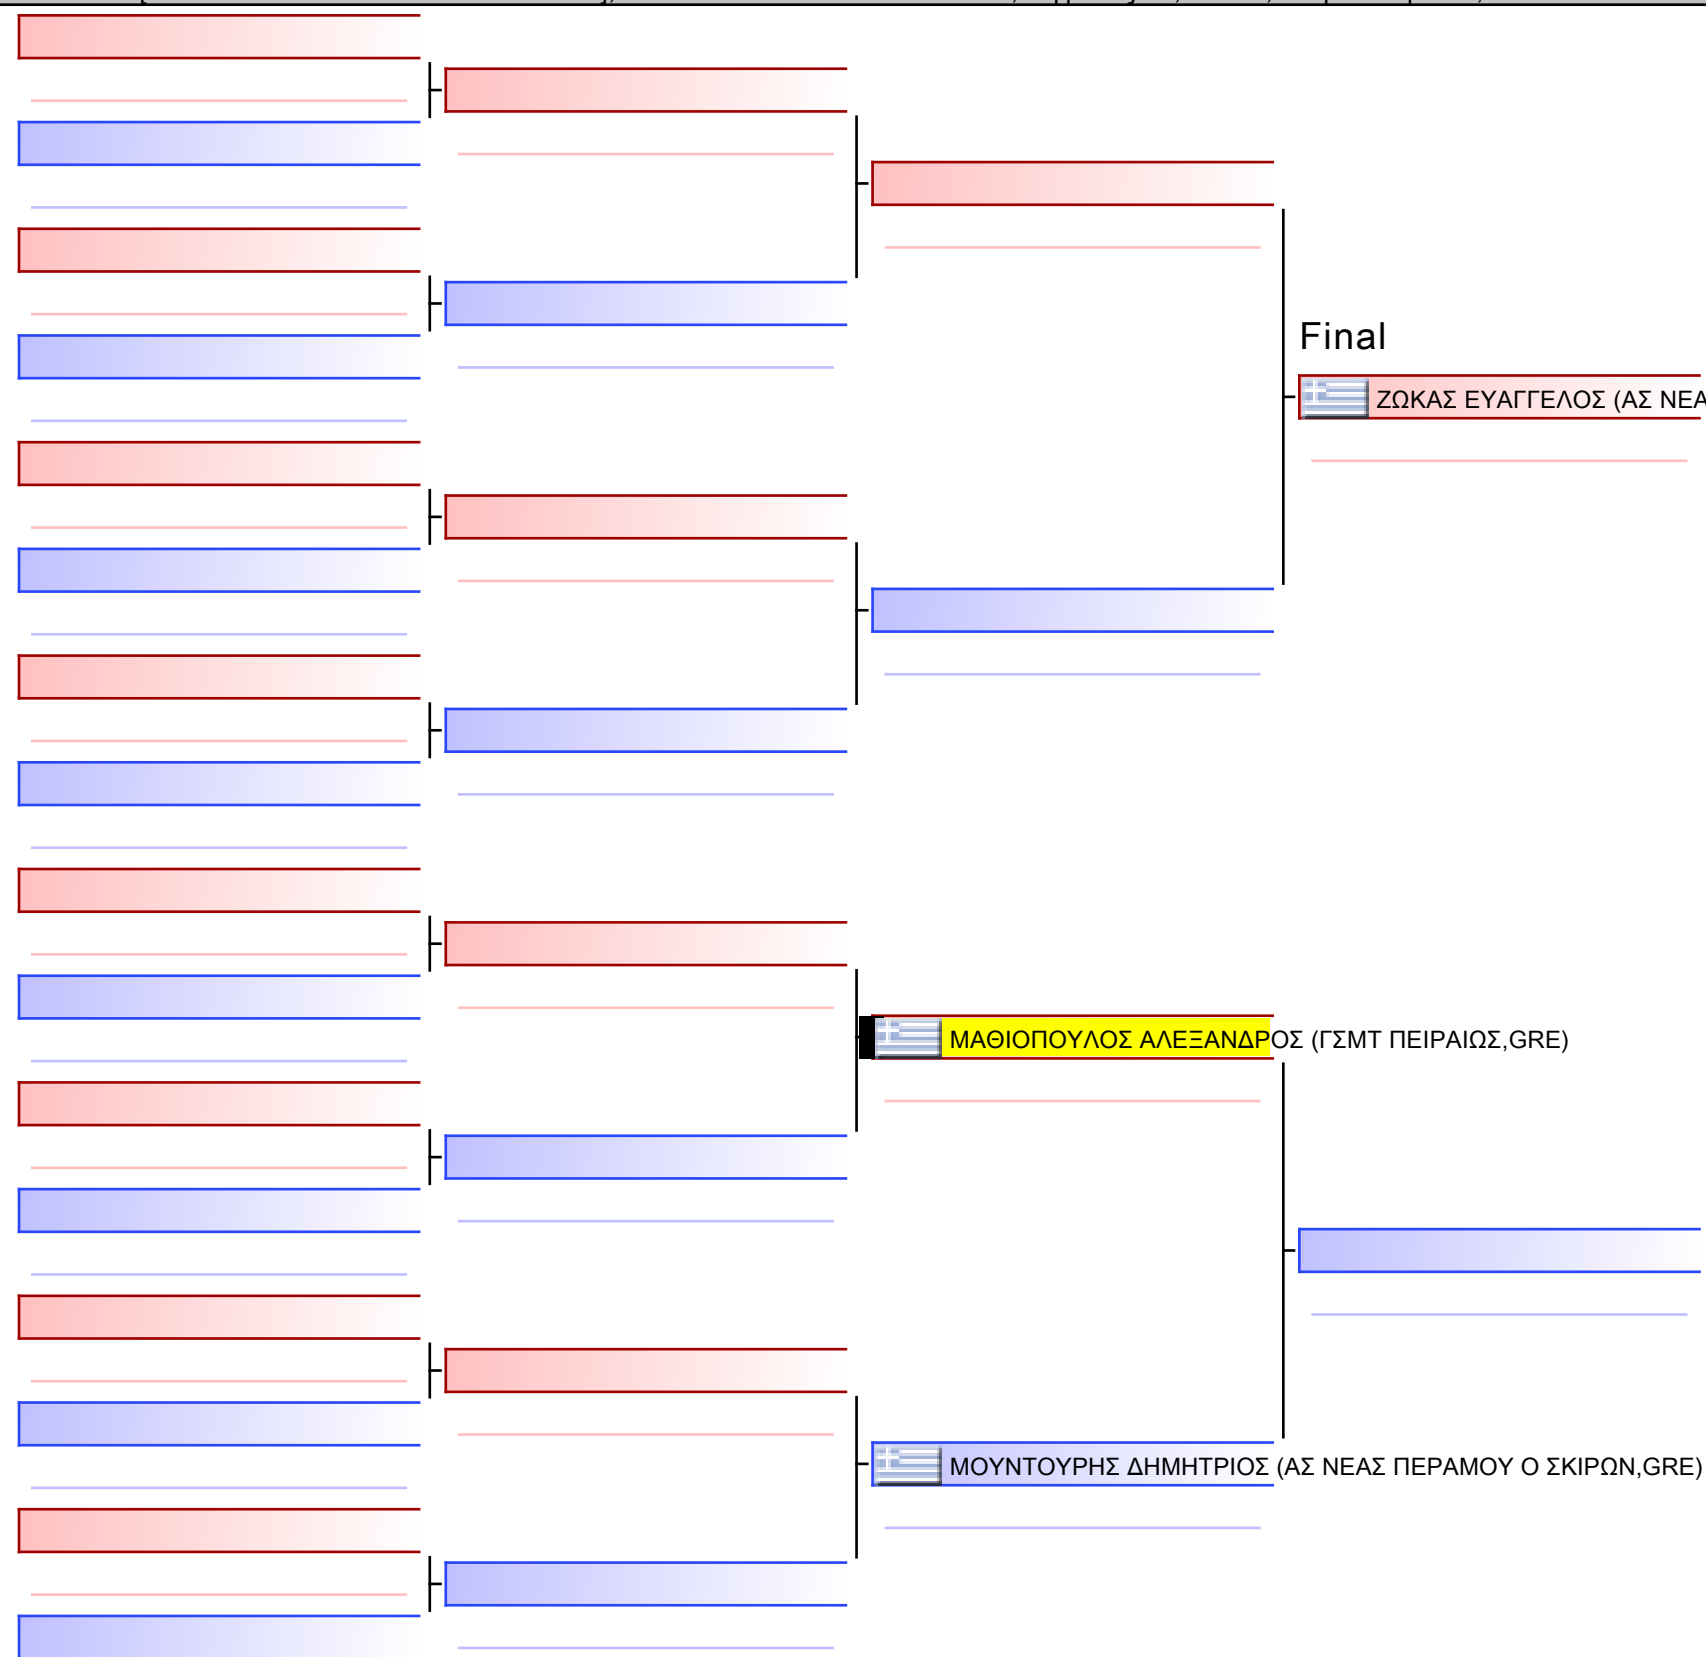 Final
ΖΩΚΑΣ ΕΥΑΓΓΕΛΟΣ (ΑΣ ΝΕΑ
ΜΑΘΙΟΠΟΥΛΟΣ ΑΛΕΞΑΝΔΡΟΣ (ΓΣΜΤ ΠΕΙΡΑΙΩΣ,GRE)
ΜΟΥΝΤΟΥΡΗΣ ΔΗΜΗΤΡΙΟΣ (ΑΣ ΝΕΑΣ ΠΕΡΑΜΟΥ Ο ΣΚΙΡΩΝ,GRE)